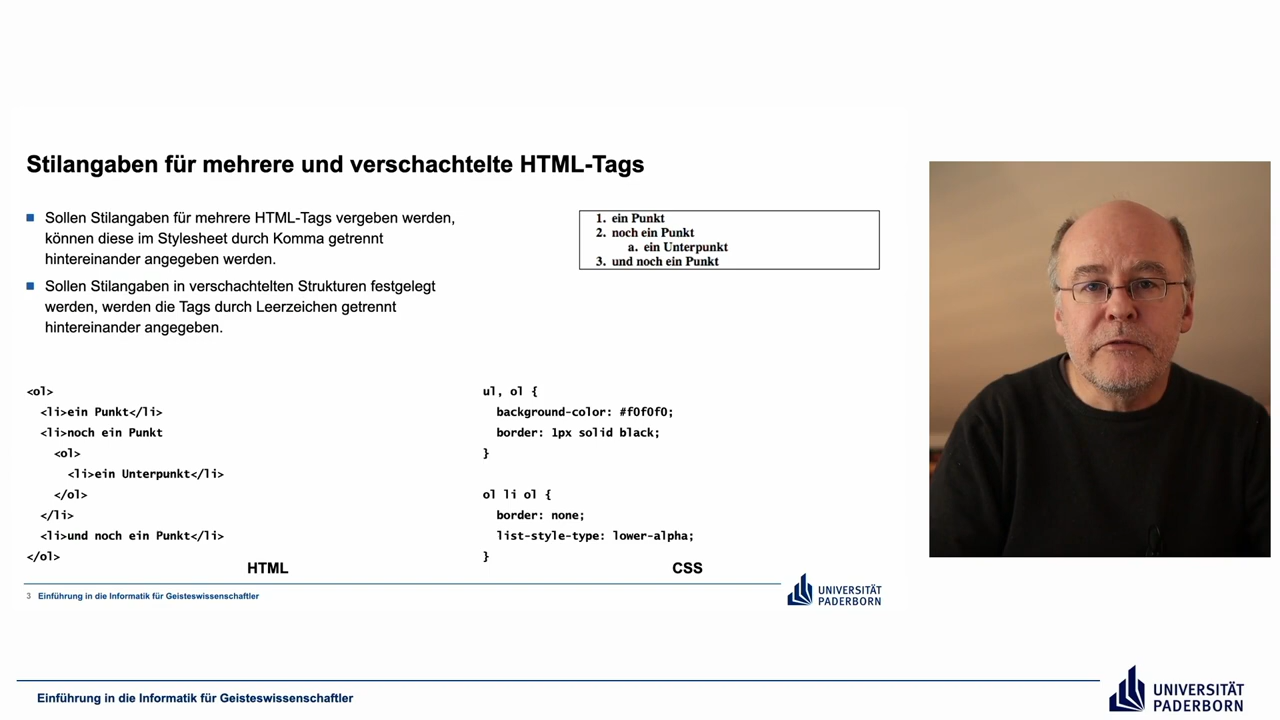 Stilangaben für mehrere und verschachtelte HTML-Tags
Sollen Stilangaben für mehrere HTML-Tags vergeben werden,
können diese im Stylesheet durch Komma getrennt
hintereinander angegeben werden.
Sollen Stilangaben in verschachtelten Strukturen festgelegt
werden, werden die Tags durch Leerzeichen getrennt
hintereinander angegeben.
1. ein Punkt
2. noch ein Punkt
a. ein Unterpunkt
3. und noch ein Punkt
<ol>
<li>ein Punkt</li>
<li>noch ein Punkt
<ol>
<li>ein Unterpunkt</li>
</ol>
</li>
<li>und noch ein Punkt</li>
</ol>
HTML
ul, ol {
background-color: #f0f0f0;
border: 1px solid black;
}
ol li ol {
border: none;
list-style-type: lower-alpha;
}
CSS
3 Einführung in die Informatik für Geisteswissenschaftler
UNIVERSITÄT
PADERBORN
Einführung in die Informatik für Geisteswissenschaftler
UNIVERSITÄT
PADERBORN